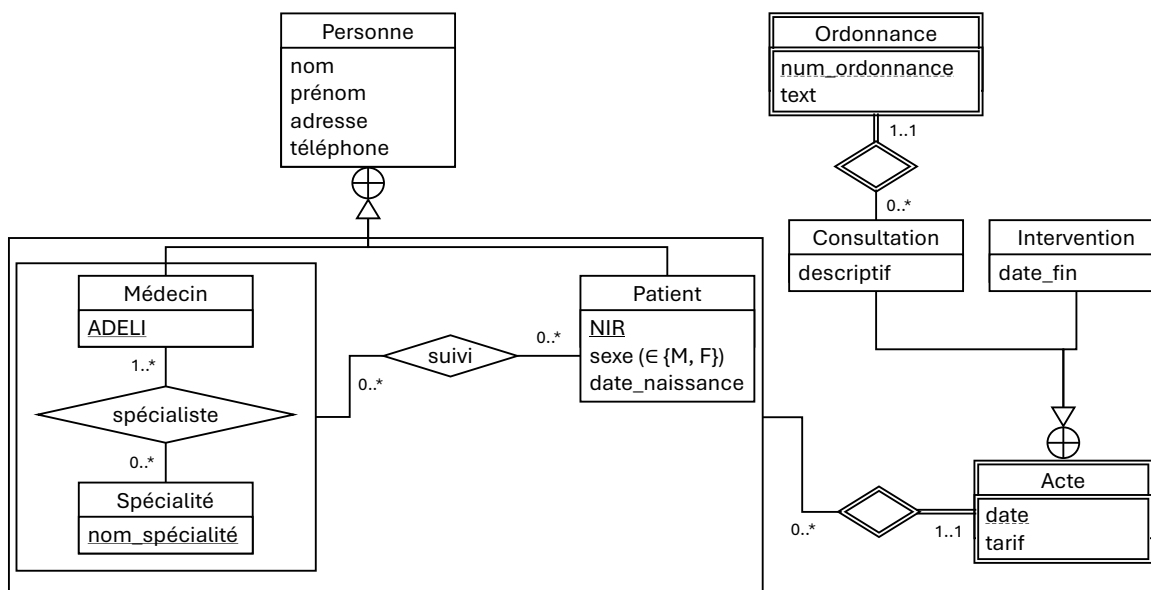 Personne
nom
prénom
adresse
téléphone
Ordonnance
num_ordonnance
text
1..1
0..*
Consultation
descriptif
Intervention
date_fin
Médecin
ADELI
1..*
spécialiste
0..*
Spécialité
nom_spécialité
suivi
0..*
0..*
Patient
NIR
sexe (∈ {M, F})
date_naissance
0..*
1..1
Acte
date
tarif